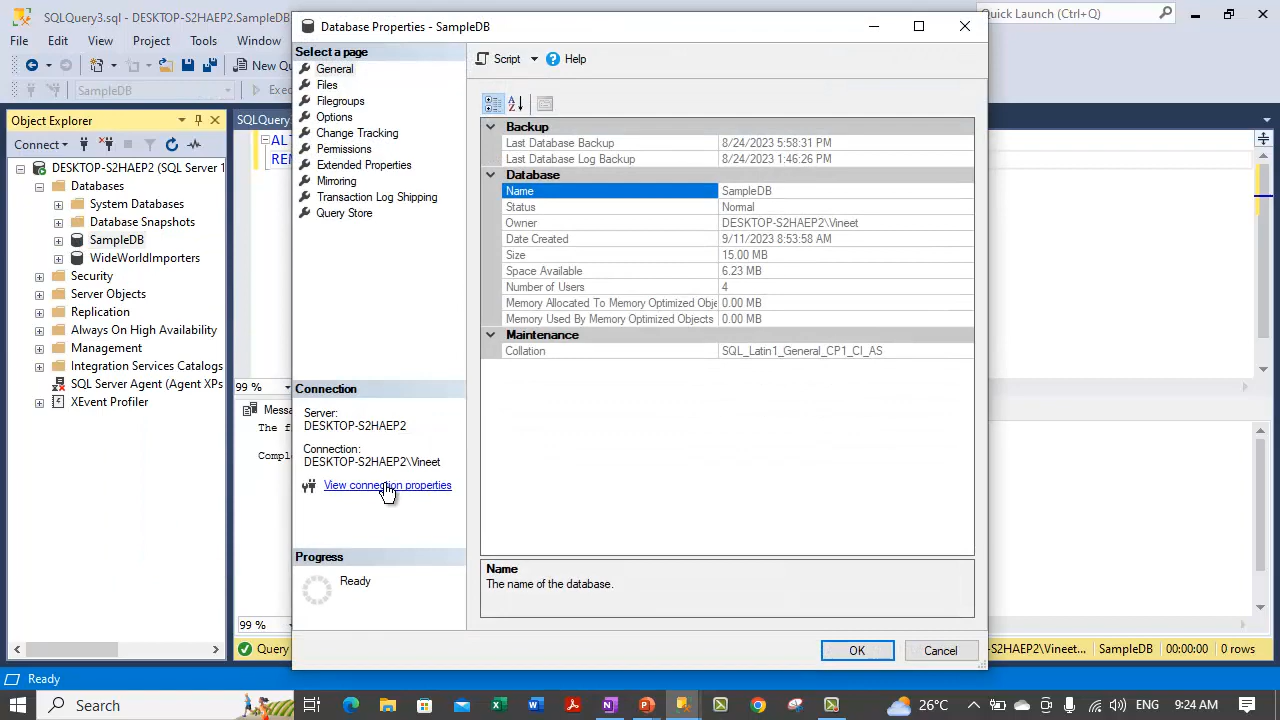 SQLQuery3.sql - DESKTOP-S2HAEP2.SampleDB
Quick Launch (Ctrl+Q)
File Edit View Project Tools Window
New Qu
SampleDB
Exec
Object Explorer
Connect
DESKTOP-S2HAEP2 (SQL Server 1
Databases
System Databases
Database Snapshots
SampleDB
WideWorldImporters
Security
Server Objects
Replication
Always On High Availability
Management
Integration Services Catalogs
SQL Server Agent (Agent XPs
XEvent Profiler
SQLQuery
ALT
REM
99 %
Messa
The f
Comple
99 %
Query
Database Properties - SampleDB
Select a page
General
Files
Filegroups
Options
Change Tracking
Permissions
Extended Properties
Mirroring
Transaction Log Shipping
Query Store
Connection
Server:
DESKTOP-S2HAEP2
Connection:
DESKTOP-S2HAEP2\Vineet
View connection properties
Progress
Ready
Script Help
Backup
Last Database Backup 8/24/2023 5:58:31 PM
Last Database Log Backup 8/24/2023 1:46:26 PM
Database
Name SampleDB
Status Normal
Owner DESKTOP-S2HAEP2\Vineet
Date Created 9/11/2023 8:53:58 AM
Size 15.00 MB
Space Available 6.23 MB
Number of Users 4
Memory Allocated To Memory Optimized Obje 0.00 MB
Memory Used By Memory Optimized Objects 0.00 MB
Maintenance
Collation SQL_Latin1_General_CP1_CI_AS
Name
The name of the database.
OK Cancel
-S2HAEP2\Vineet... SampleDB 00:00:00 0 rows
Ready
Search
26°C ENG 9:24 AM